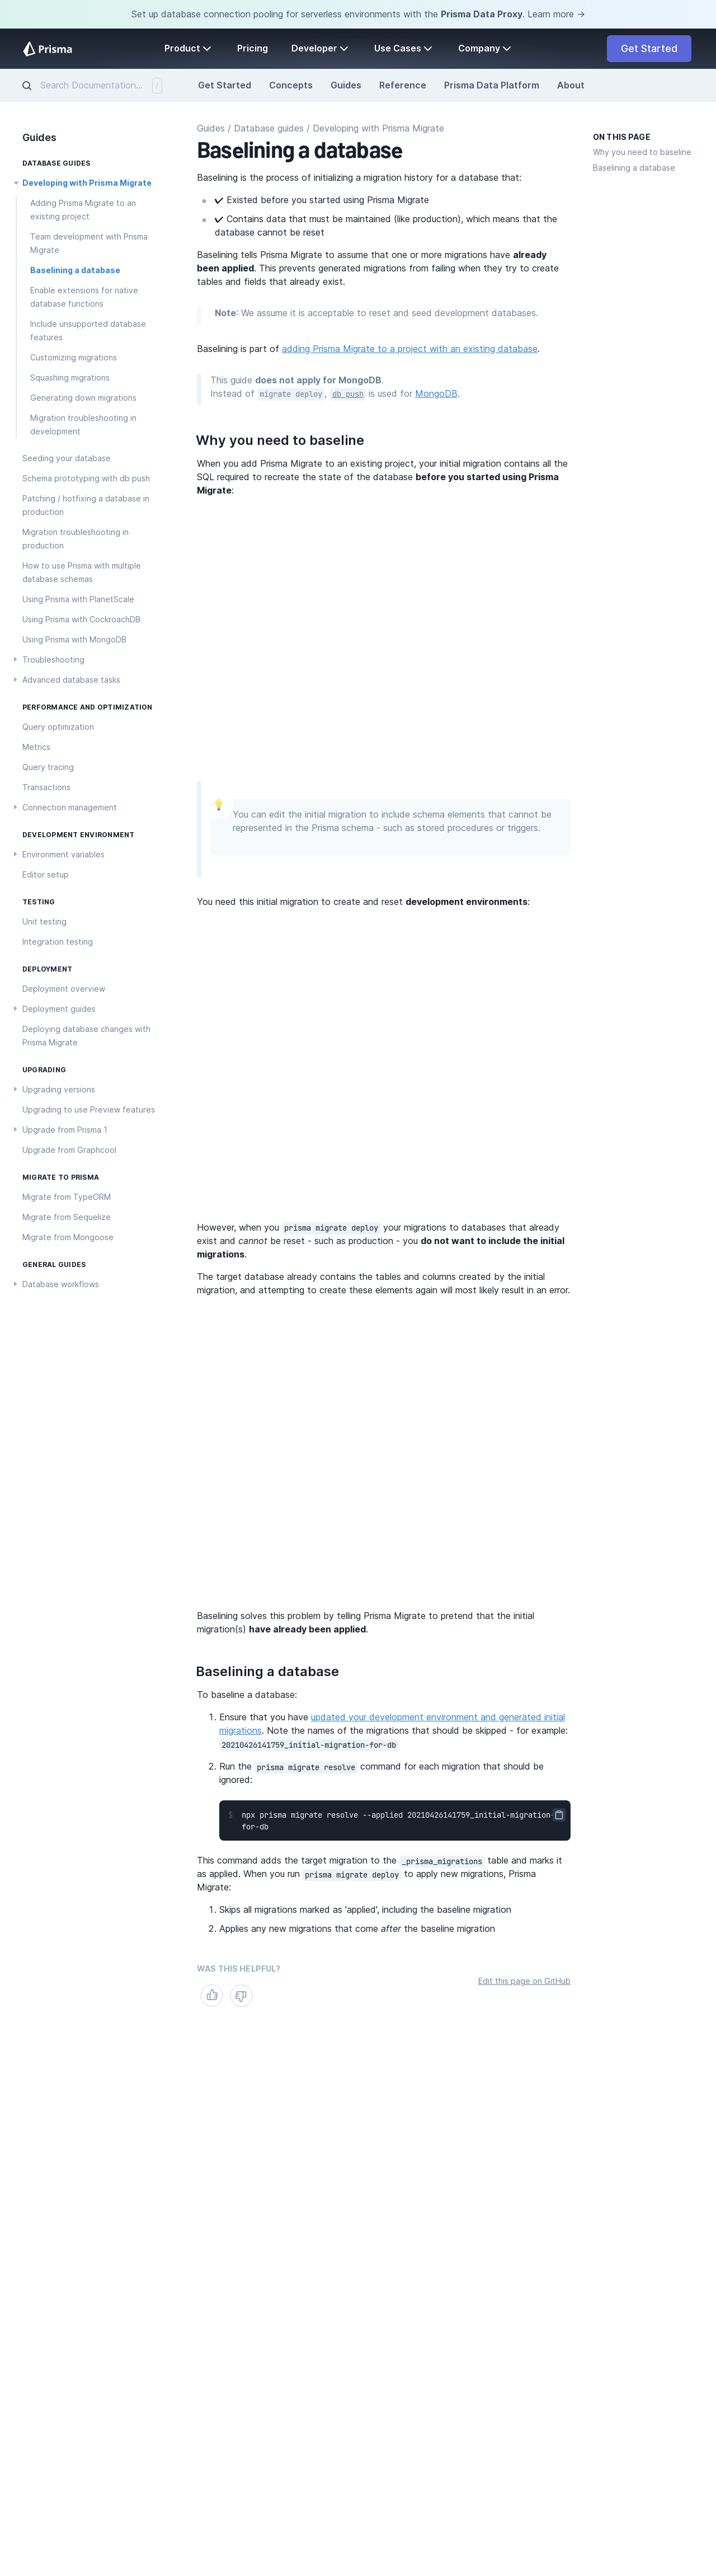 Set up database connection pooling for serverless environments with the Prisma Data Proxy. Learn more →
Prisma
Product
Pricing
Developer
Use Cases
Company
Get Started
Search Documentation...
/
Get Started
Concepts
Guides
Reference
Prisma Data Platform
About
Guides
DATABASE GUIDES
Developing with Prisma Migrate
Adding Prisma Migrate to an
existing project
Team development with Prisma
Migrate
Baselining a database
Enable extensions for native
database functions
Include unsupported database
features
Customizing migrations
Squashing migrations
Generating down migrations
Migration troubleshooting in
development
Seeding your database
Schema prototyping with db push
Patching / hotfixing a database in
production
Migration troubleshooting in
production
How to use Prisma with multiple
database schemas
Using Prisma with PlanetScale
Using Prisma with CockroachDB
Using Prisma with MongoDB
Troubleshooting
Advanced database tasks
PERFORMANCE AND OPTIMIZATION
Query optimization
Metrics
Query tracing
Transactions
Connection management
DEVELOPMENT ENVIRONMENT
Environment variables
Editor setup
TESTING
Unit testing
Integration testing
DEPLOYMENT
Deployment overview
Deployment guides
Deploying database changes with
Prisma Migrate
UPGRADING
Upgrading versions
Upgrading to use Preview features
Upgrade from Prisma 1
Upgrade from Graphcool
MIGRATE TO PRISMA
Migrate from TypeORM
Migrate from Sequelize
Migrate from Mongoose
GENERAL GUIDES
Database workflows
Guides / Database guides / Developing with Prisma Migrate
Baselining a database
Baselining is the process of initializing a migration history for a database that:
✔ Existed before you started using Prisma Migrate
✔ Contains data that must be maintained (like production), which means that the
database cannot be reset
Baselining tells Prisma Migrate to assume that one or more migrations have already
been applied. This prevents generated migrations from failing when they try to create
tables and fields that already exist.
Note: We assume it is acceptable to reset and seed development databases.
Baselining is part of adding Prisma Migrate to a project with an existing database.
This guide does not apply for MongoDB.
Instead of migrate deploy, db push is used for MongoDB.
Why you need to baseline
When you add Prisma Migrate to an existing project, your initial migration contains all the
SQL required to recreate the state of the database before you started using Prisma
Migrate:
💡
You can edit the initial migration to include schema elements that cannot be
represented in the Prisma schema - such as stored procedures or triggers.
You need this initial migration to create and reset development environments:
However, when you prisma migrate deploy your migrations to databases that already
exist and cannot be reset - such as production - you do not want to include the initial
migrations.
The target database already contains the tables and columns created by the initial
migration, and attempting to create these elements again will most likely result in an error.
Baselining solves this problem by telling Prisma Migrate to pretend that the initial
migration(s) have already been applied.
Baselining a database
To baseline a database:
1. Ensure that you have updated your development environment and generated initial
migrations. Note the names of the migrations that should be skipped - for example:
20210426141759_initial-migration-for-db
2. Run the prisma migrate resolve command for each migration that should be
ignored:
1 npx prisma migrate resolve --applied 20210426141759_initial-migration-
for-db
This command adds the target migration to the _prisma_migrations table and marks it
as applied. When you run prisma migrate deploy to apply new migrations, Prisma
Migrate:
1. Skips all migrations marked as 'applied', including the baseline migration
2. Applies any new migrations that come after the baseline migration
WAS THIS HELPFUL?
Edit this page on GitHub
ON THIS PAGE
Why you need to baseline
Baselining a database